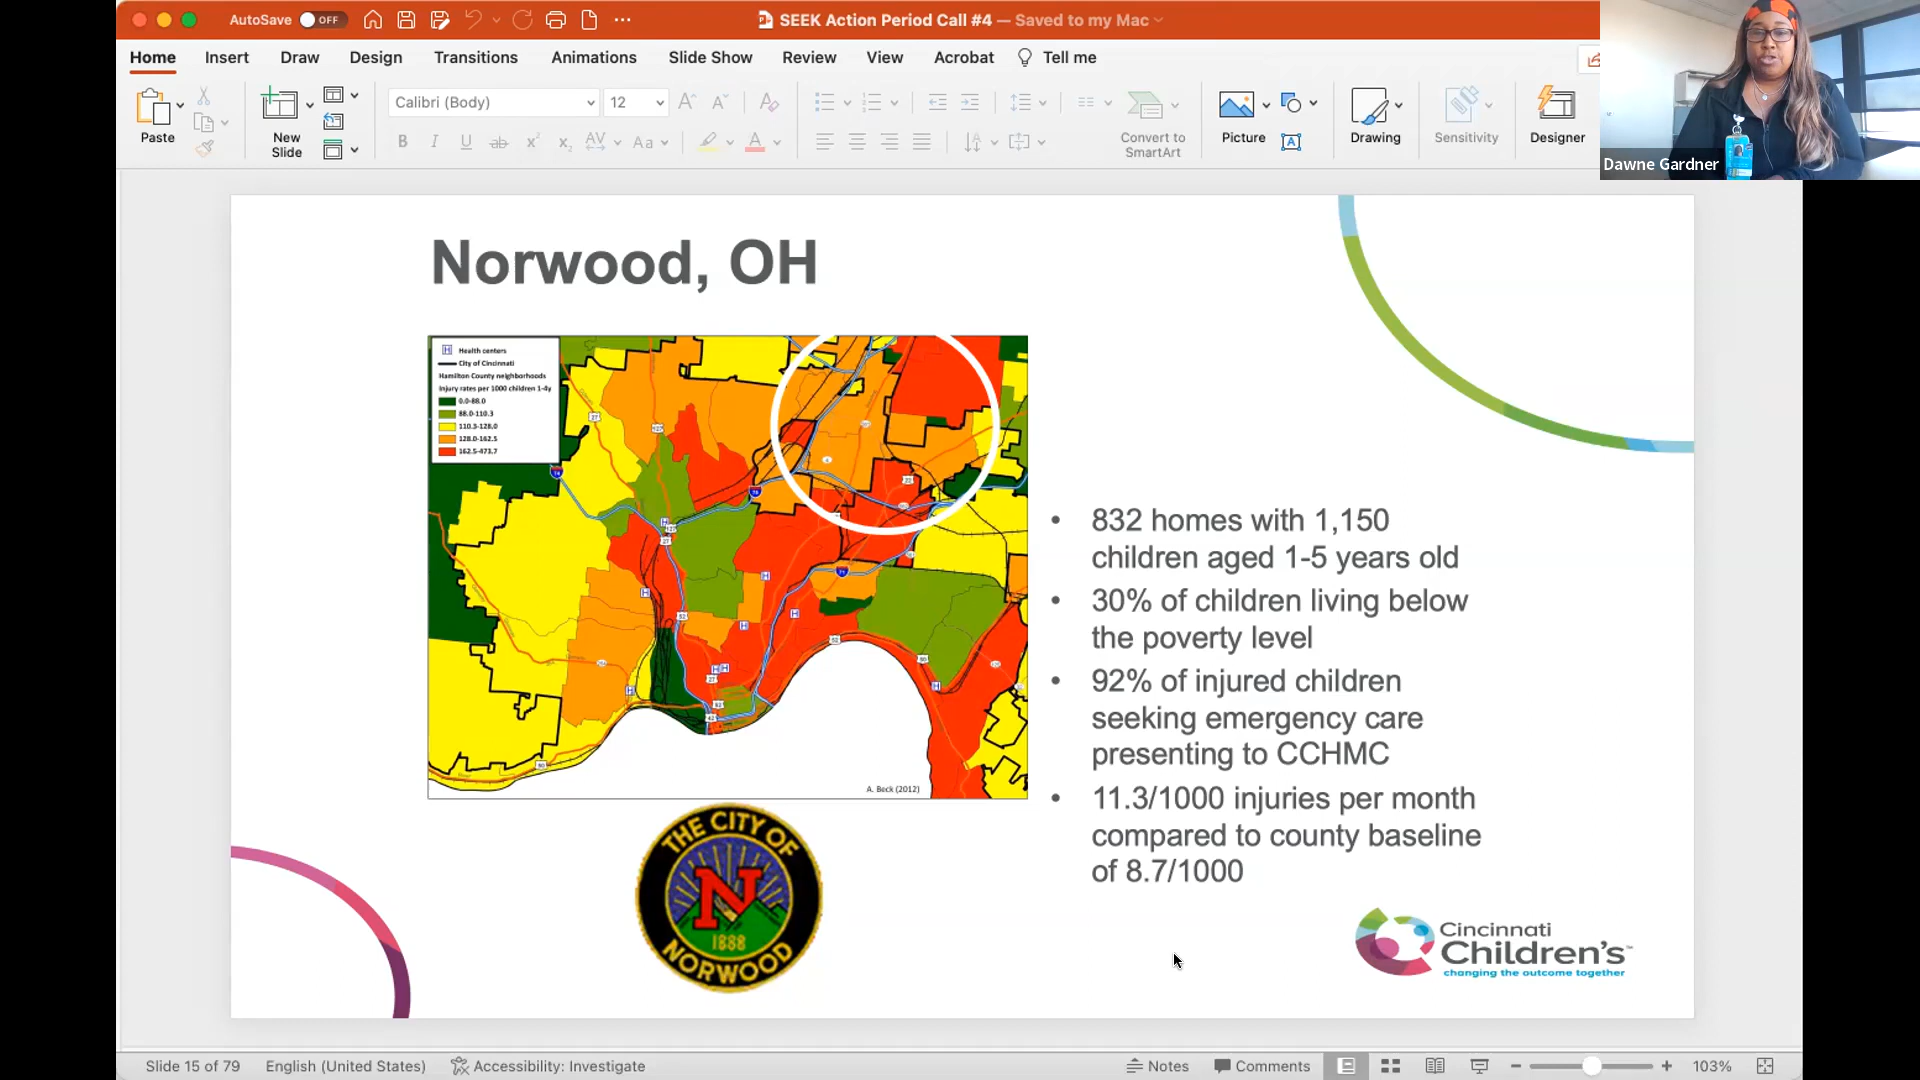 AutoSave OFF
SEEK Action Period Call #4 — Saved to my Mac
Home Insert Draw Design Transitions Animations Slide Show Review View Acrobat Tell me
Paste
New
Slide
Calibri (Body) 12
Convert to
SmartArt
Picture
Drawing
Sensitivity
Designer
Dawne Gardner
Norwood, OH
Health centers
City of Cincinnati
Hamilton County neighborhoods
Injury rates per 1000 children 1-4y
0.0-88.0
88.0-110.3
110.3-128.0
128.0-162.5
162.5-473.7
A. Beck (2012)
• 832 homes with 1,150
children aged 1-5 years old
• 30% of children living below
the poverty level
• 92% of injured children
seeking emergency care
presenting to CCHMC
• 11.3/1000 injuries per month
compared to county baseline
of 8.7/1000
THE CITY OF
N
1888
NORWOOD
Cincinnati
Children's™
changing the outcome together
Slide 15 of 79 English (United States) Accessibility: Investigate Notes Comments 103%